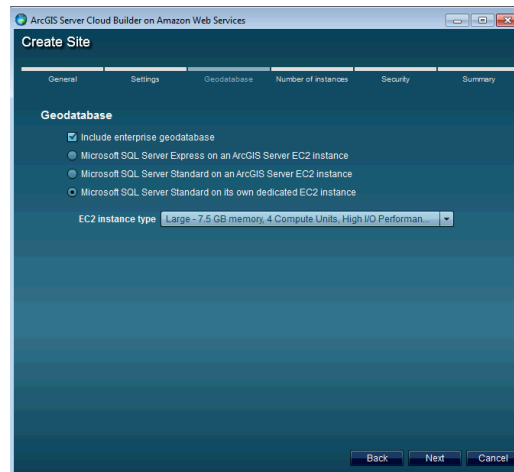 ArcGIS Server Cloud Builder on Amazon Web Services
Create Site
General Settings Geodatabase Number of instances Security Summary
Geodatabase
Include enterprise geodatabase
Microsoft SQL Server Express on an ArcGIS Server EC2 instance
Microsoft SQL Server Standard on an ArcGIS Server EC2 instance
Microsoft SQL Server Standard on its own dedicated EC2 instance
EC2 instance type Large - 7.5 GB memory, 4 Compute Units, High I/O Performan...
Back Next Cancel